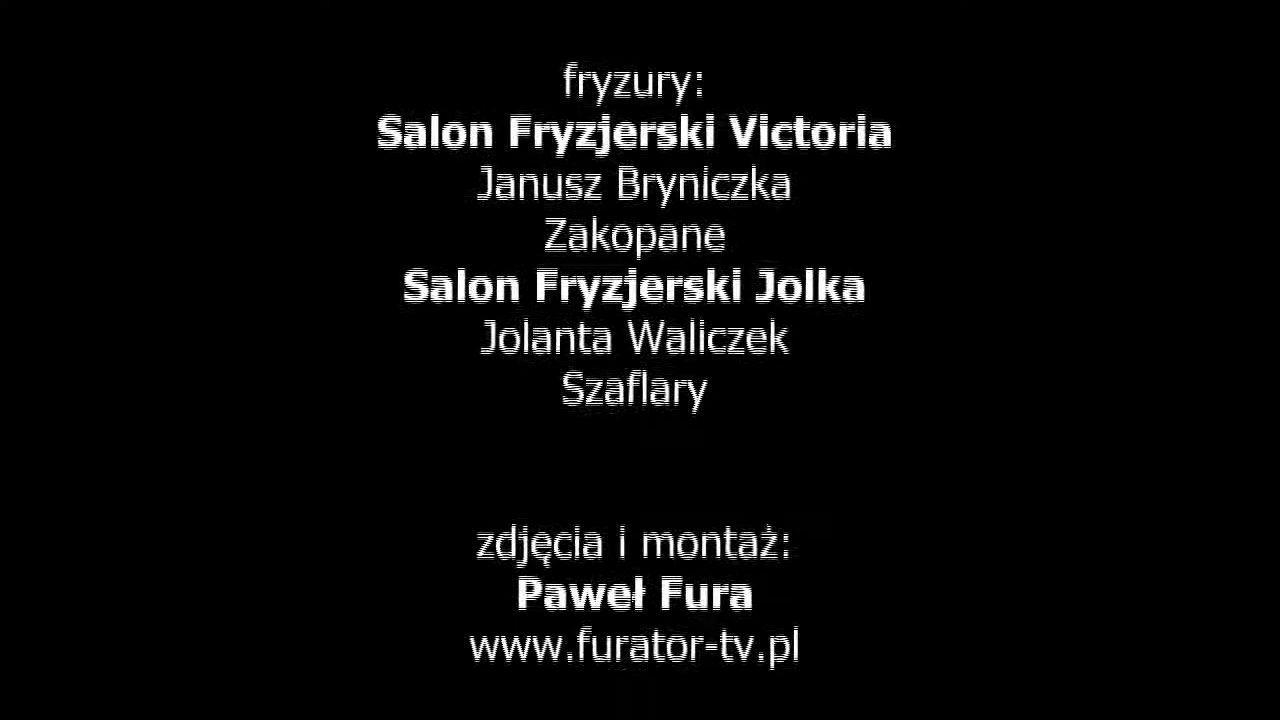 fryzury:
Salon Fryzjerski Victoria
Janusz Bryniczka
Zakopane
Salon Fryzjerski Jolka
Jolanta Waliczek
Szaflary
zdjęcia i montaż:
Paweł Fura
www.furator-tv.pl